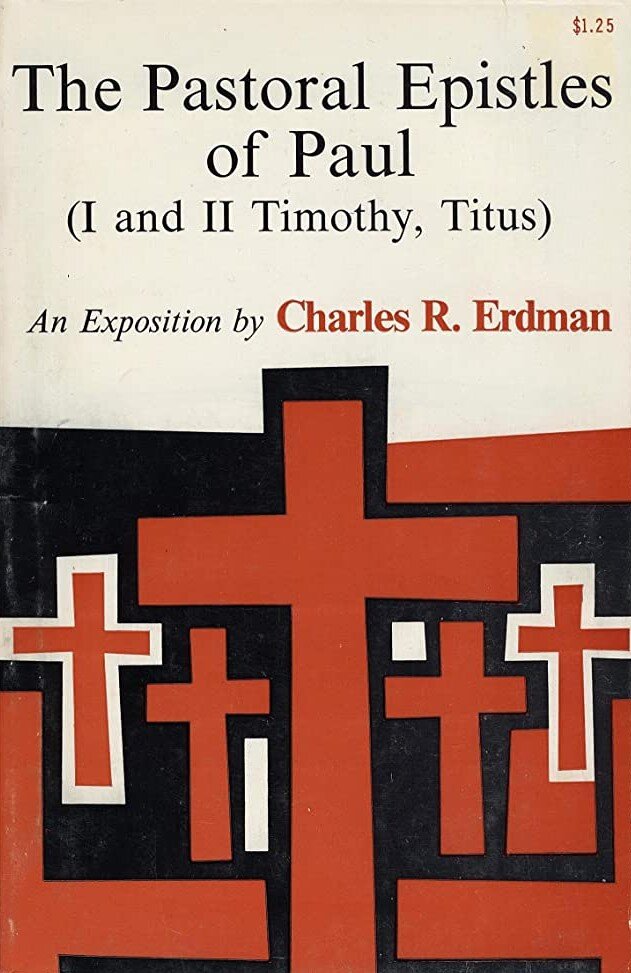 $1.25
The Pastoral Epistles
of Paul
(I and II Timothy, Titus)
An Exposition by Charles R. Erdman